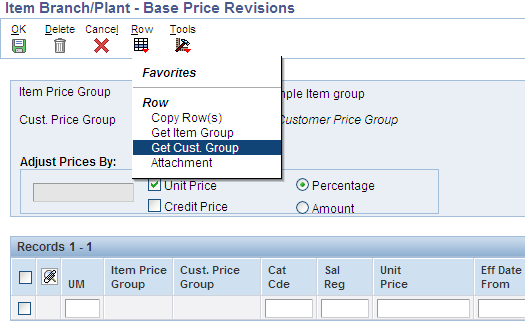 Item Branch/Plant - Base Price Revisions
OK Delete Cancel Row Tools
Favorites
Row
Copy Row(s)
Get Item Group
Get Cust. Group
Attachment
Item Price Group
Item group
Cust. Price Group
Customer Price Group
Adjust Prices By:
Unit Price
Percentage
Credit Price
Amount
Records 1 - 1
UM Item Price Group Cust. Price Group Cat Cde Sal Reg Unit Price Eff Date From